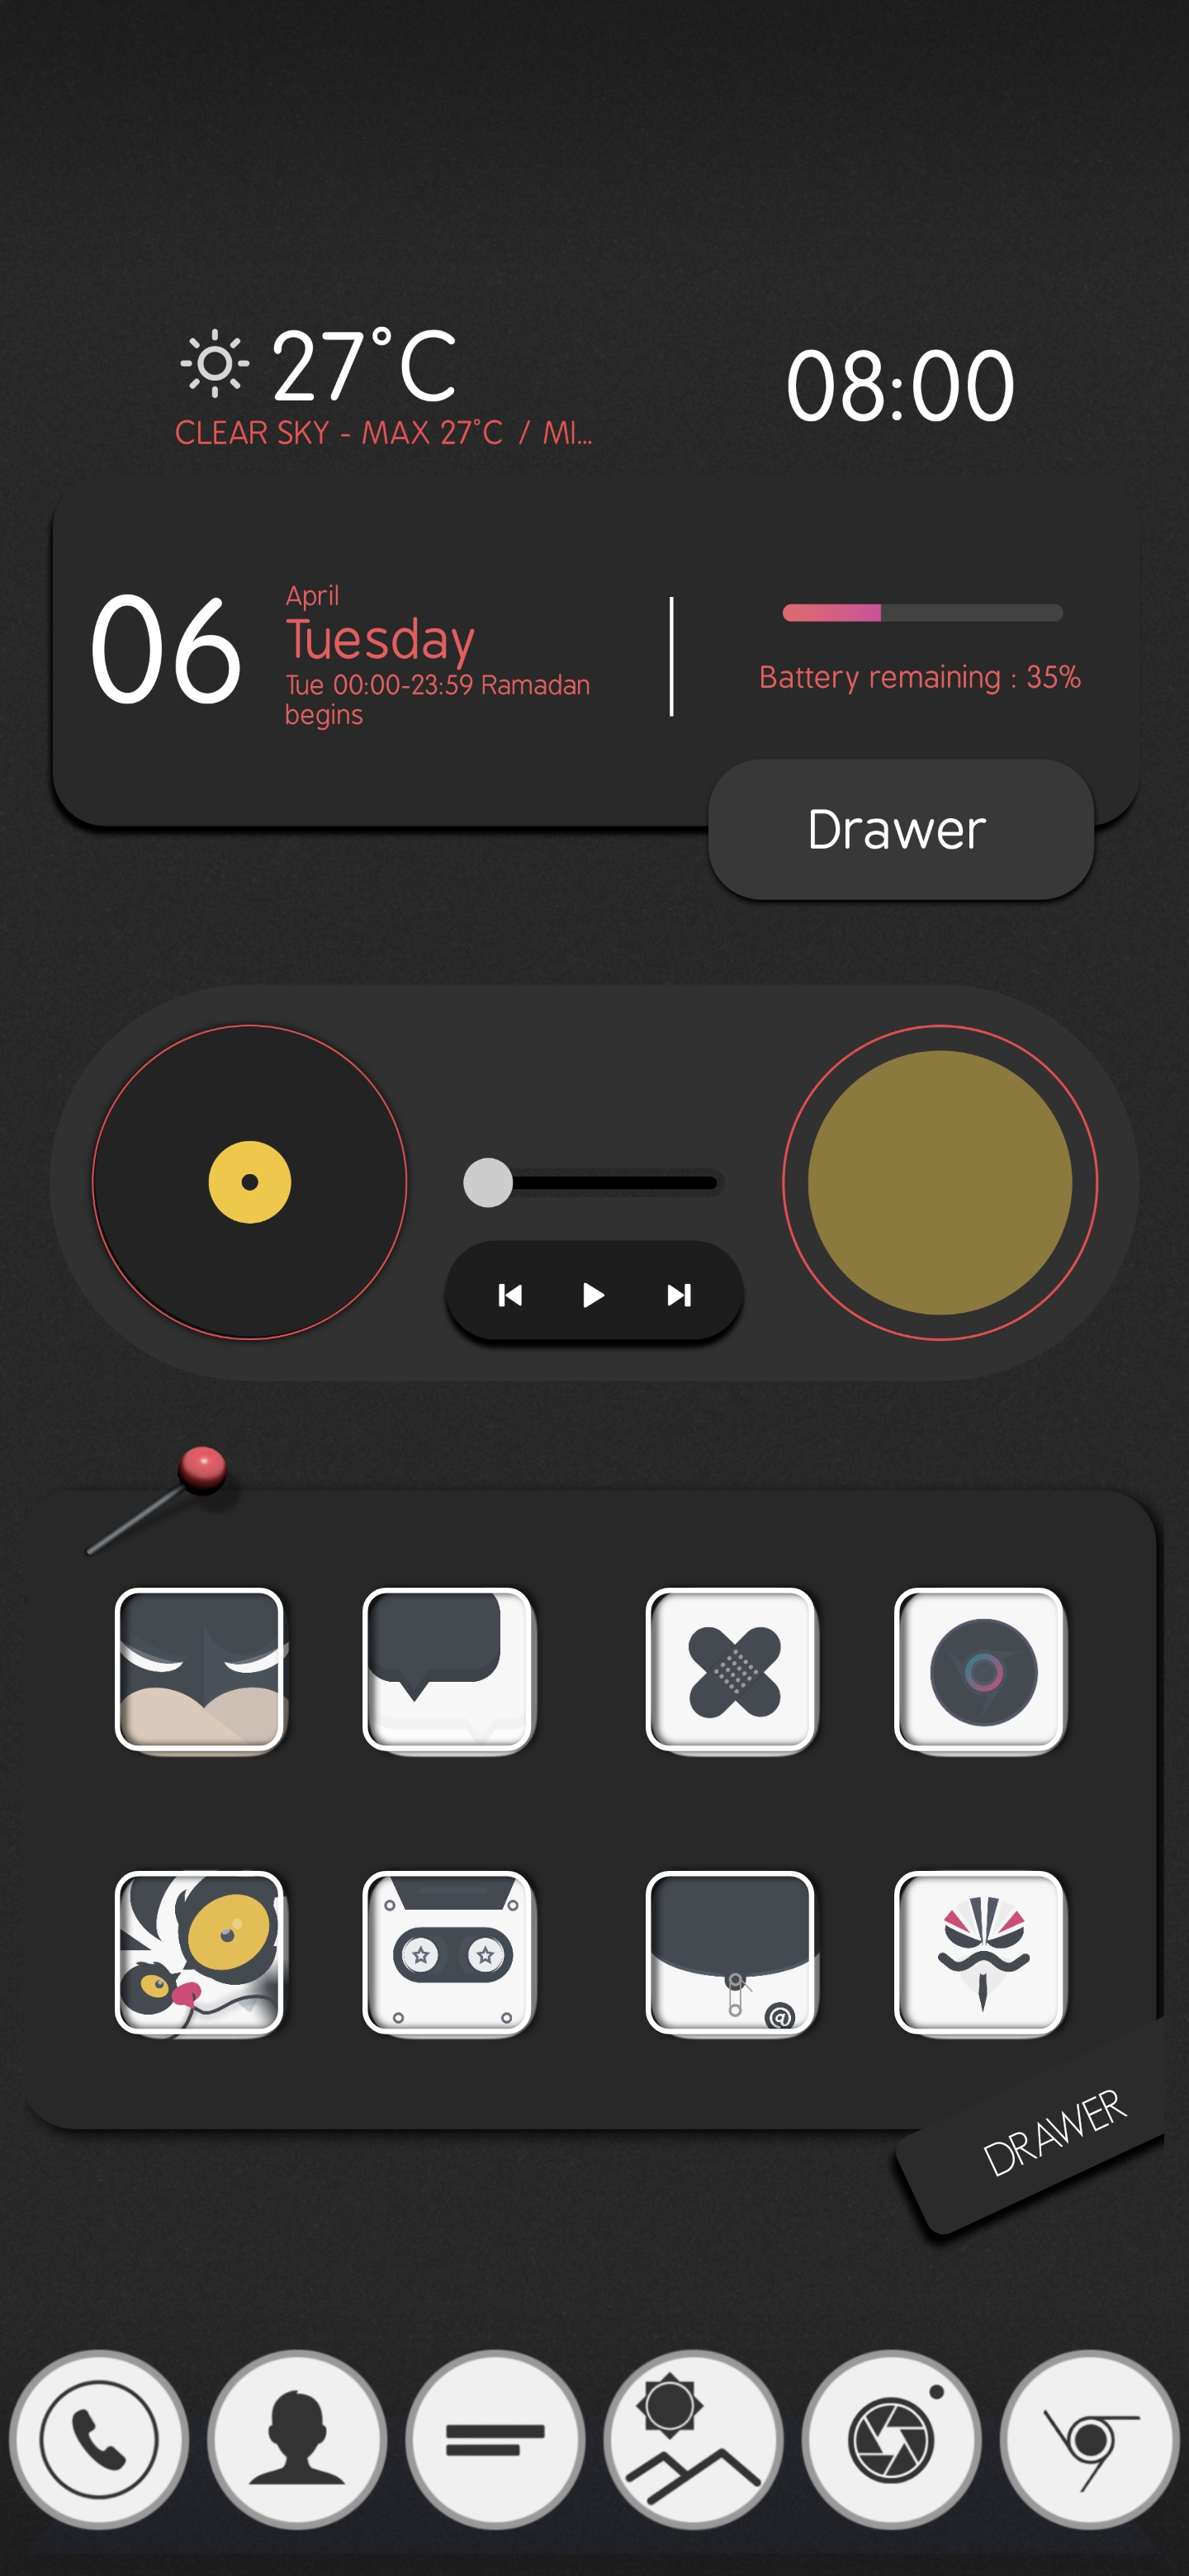 27°C
08:00
CLEAR SKY - MAX 27°C / MI...
06
April
Tuesday
Tue 00:00-23:59 Ramadan
begins
Battery remaining : 35%
Drawer
@
DRAWER